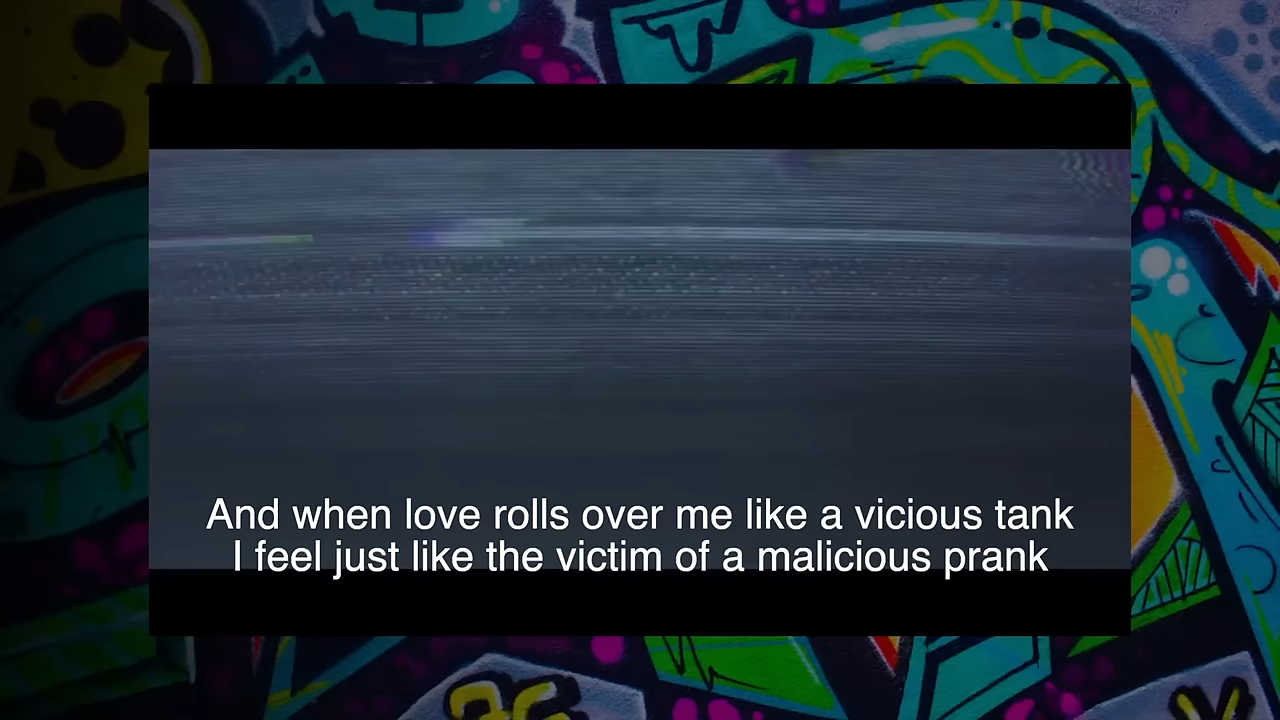 And when love rolls over me like a vicious tank
I feel just like the victim of a malicious prank